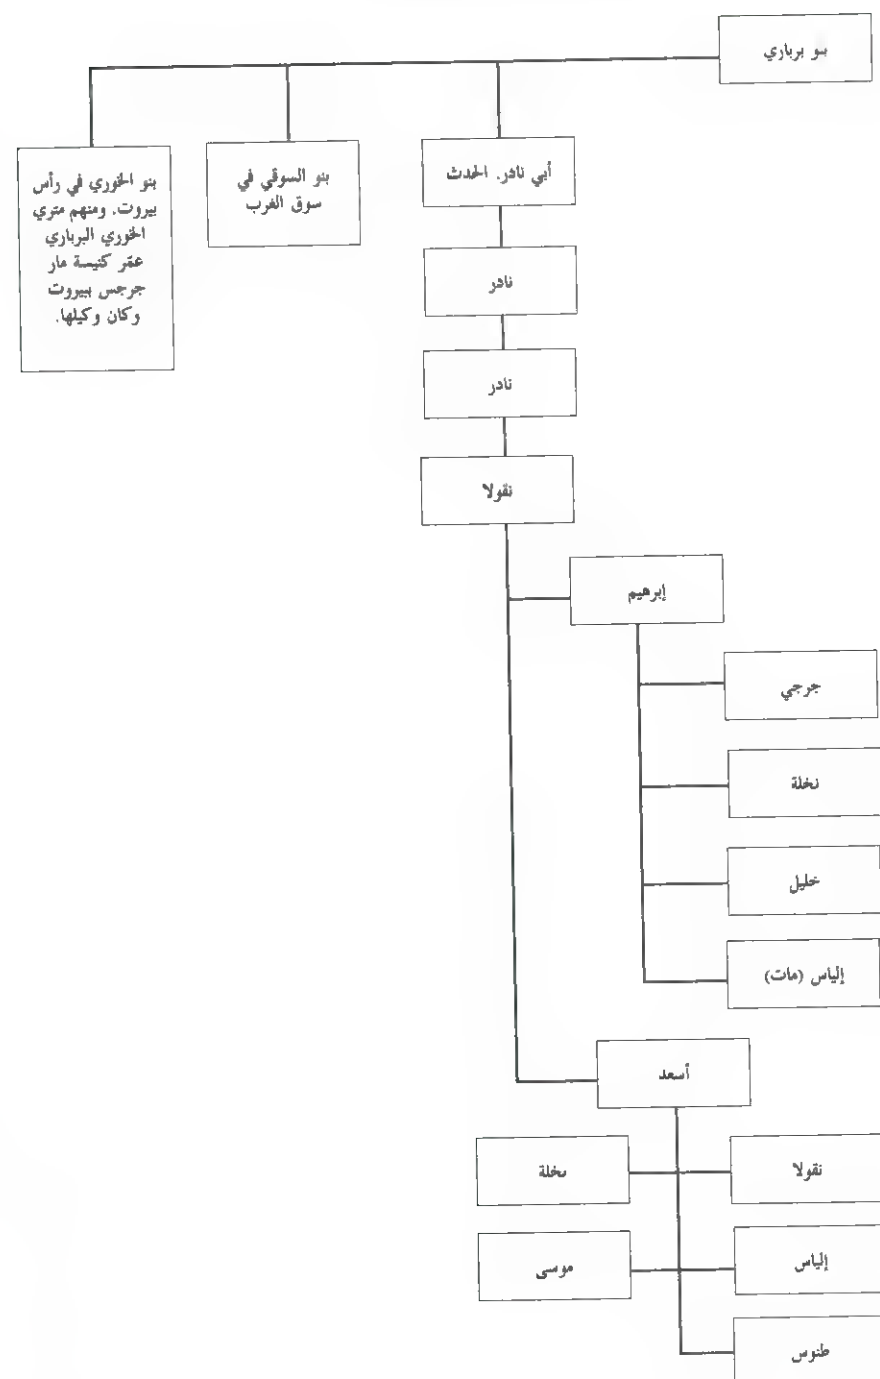 بنو برباري
أبي نادر. الحدث
بنو السوقي في
سوق الغرب
بنو الخوري في رأس
بيروت. ومنهم متري
الخوري البرباري
عمّر كنيسة مار
جرجس ببيروت
وكان وكيلها.
نادر
نادر
نقولا
إبرهيم
جرجي
نخلة
خليل
إلياس (مات)
أسعد
نقولا
نخلة
إلياس
موسى
طنوس